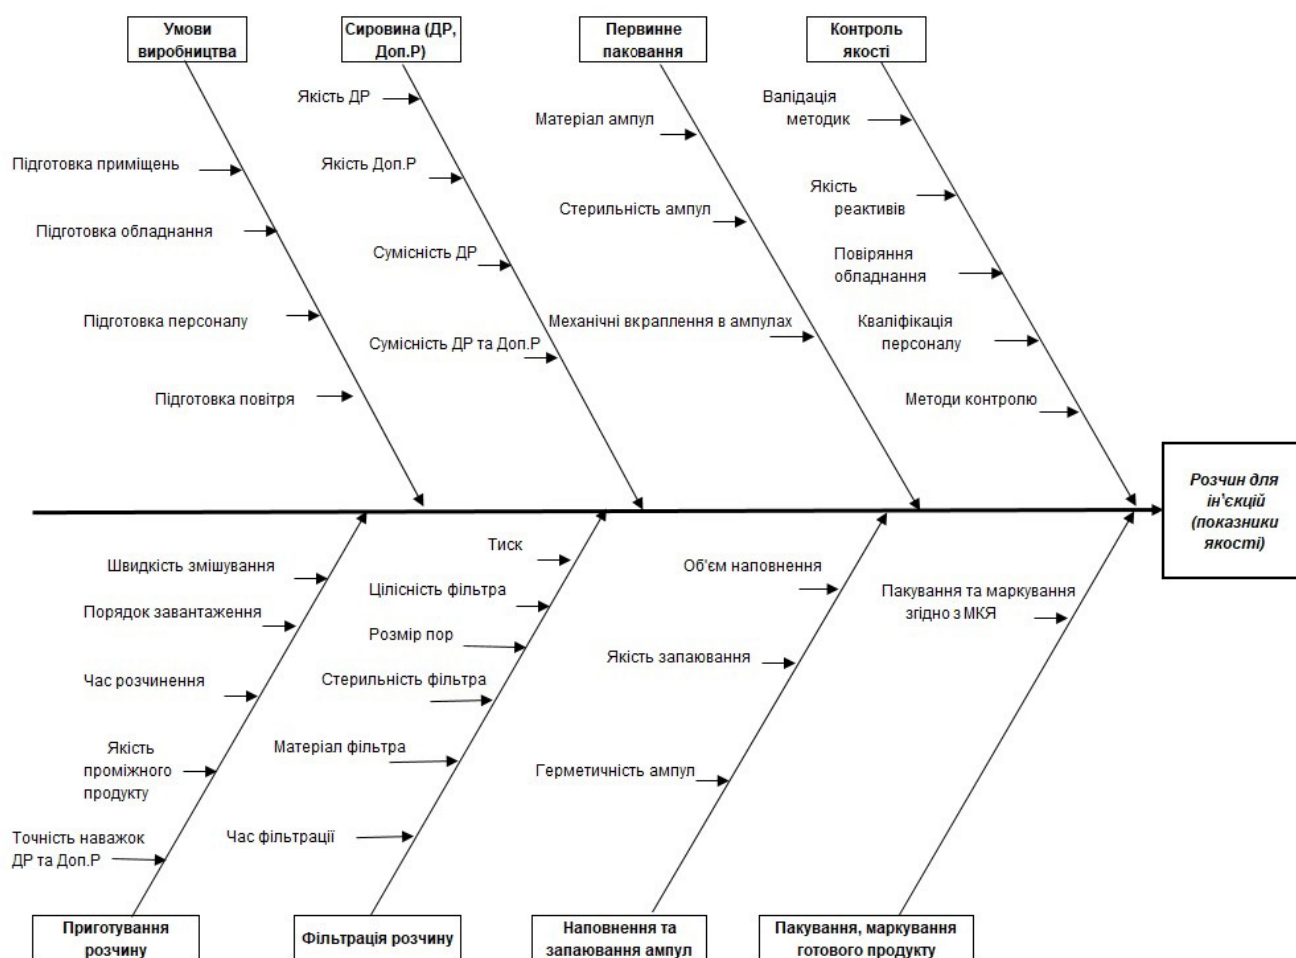 Умови
виробництва
Сировина (ДР,
Доп.Р)
Первинне
паковання
Контроль
якості
Якість ДР
Валідація
методик
Матеріал ампул
Підготовка приміщень
Якість Доп.Р
Якість
реактивів
Стерильність ампул
Підготовка обладнання
Сумісність ДР
Повіряння
обладнання
Підготовка персоналу
Механічні вкраплення в ампулах
Кваліфікація
персоналу
Сумісність ДР та Доп.Р
Підготовка повітря
Методи контролю
Розчин для
ін'єкцій
(показники
якості)
Тиск
Швидкість змішування
Об'єм наповнення
Цілісність фільтра
Пакування та маркування
згідно з МКЯ
Порядок завантаження
Розмір пор
Якість запаювання
Час розчинення
Стерильність фільтра
Якість
проміжного
продукту
Матеріал фільтра
Герметичність ампул
Точність наважок
ДР та Доп.Р
Час фільтрації
Приготування
розчину
Фільтрація розчину
Наповнення та
запаювання ампул
Пакування, маркування
готового продукту